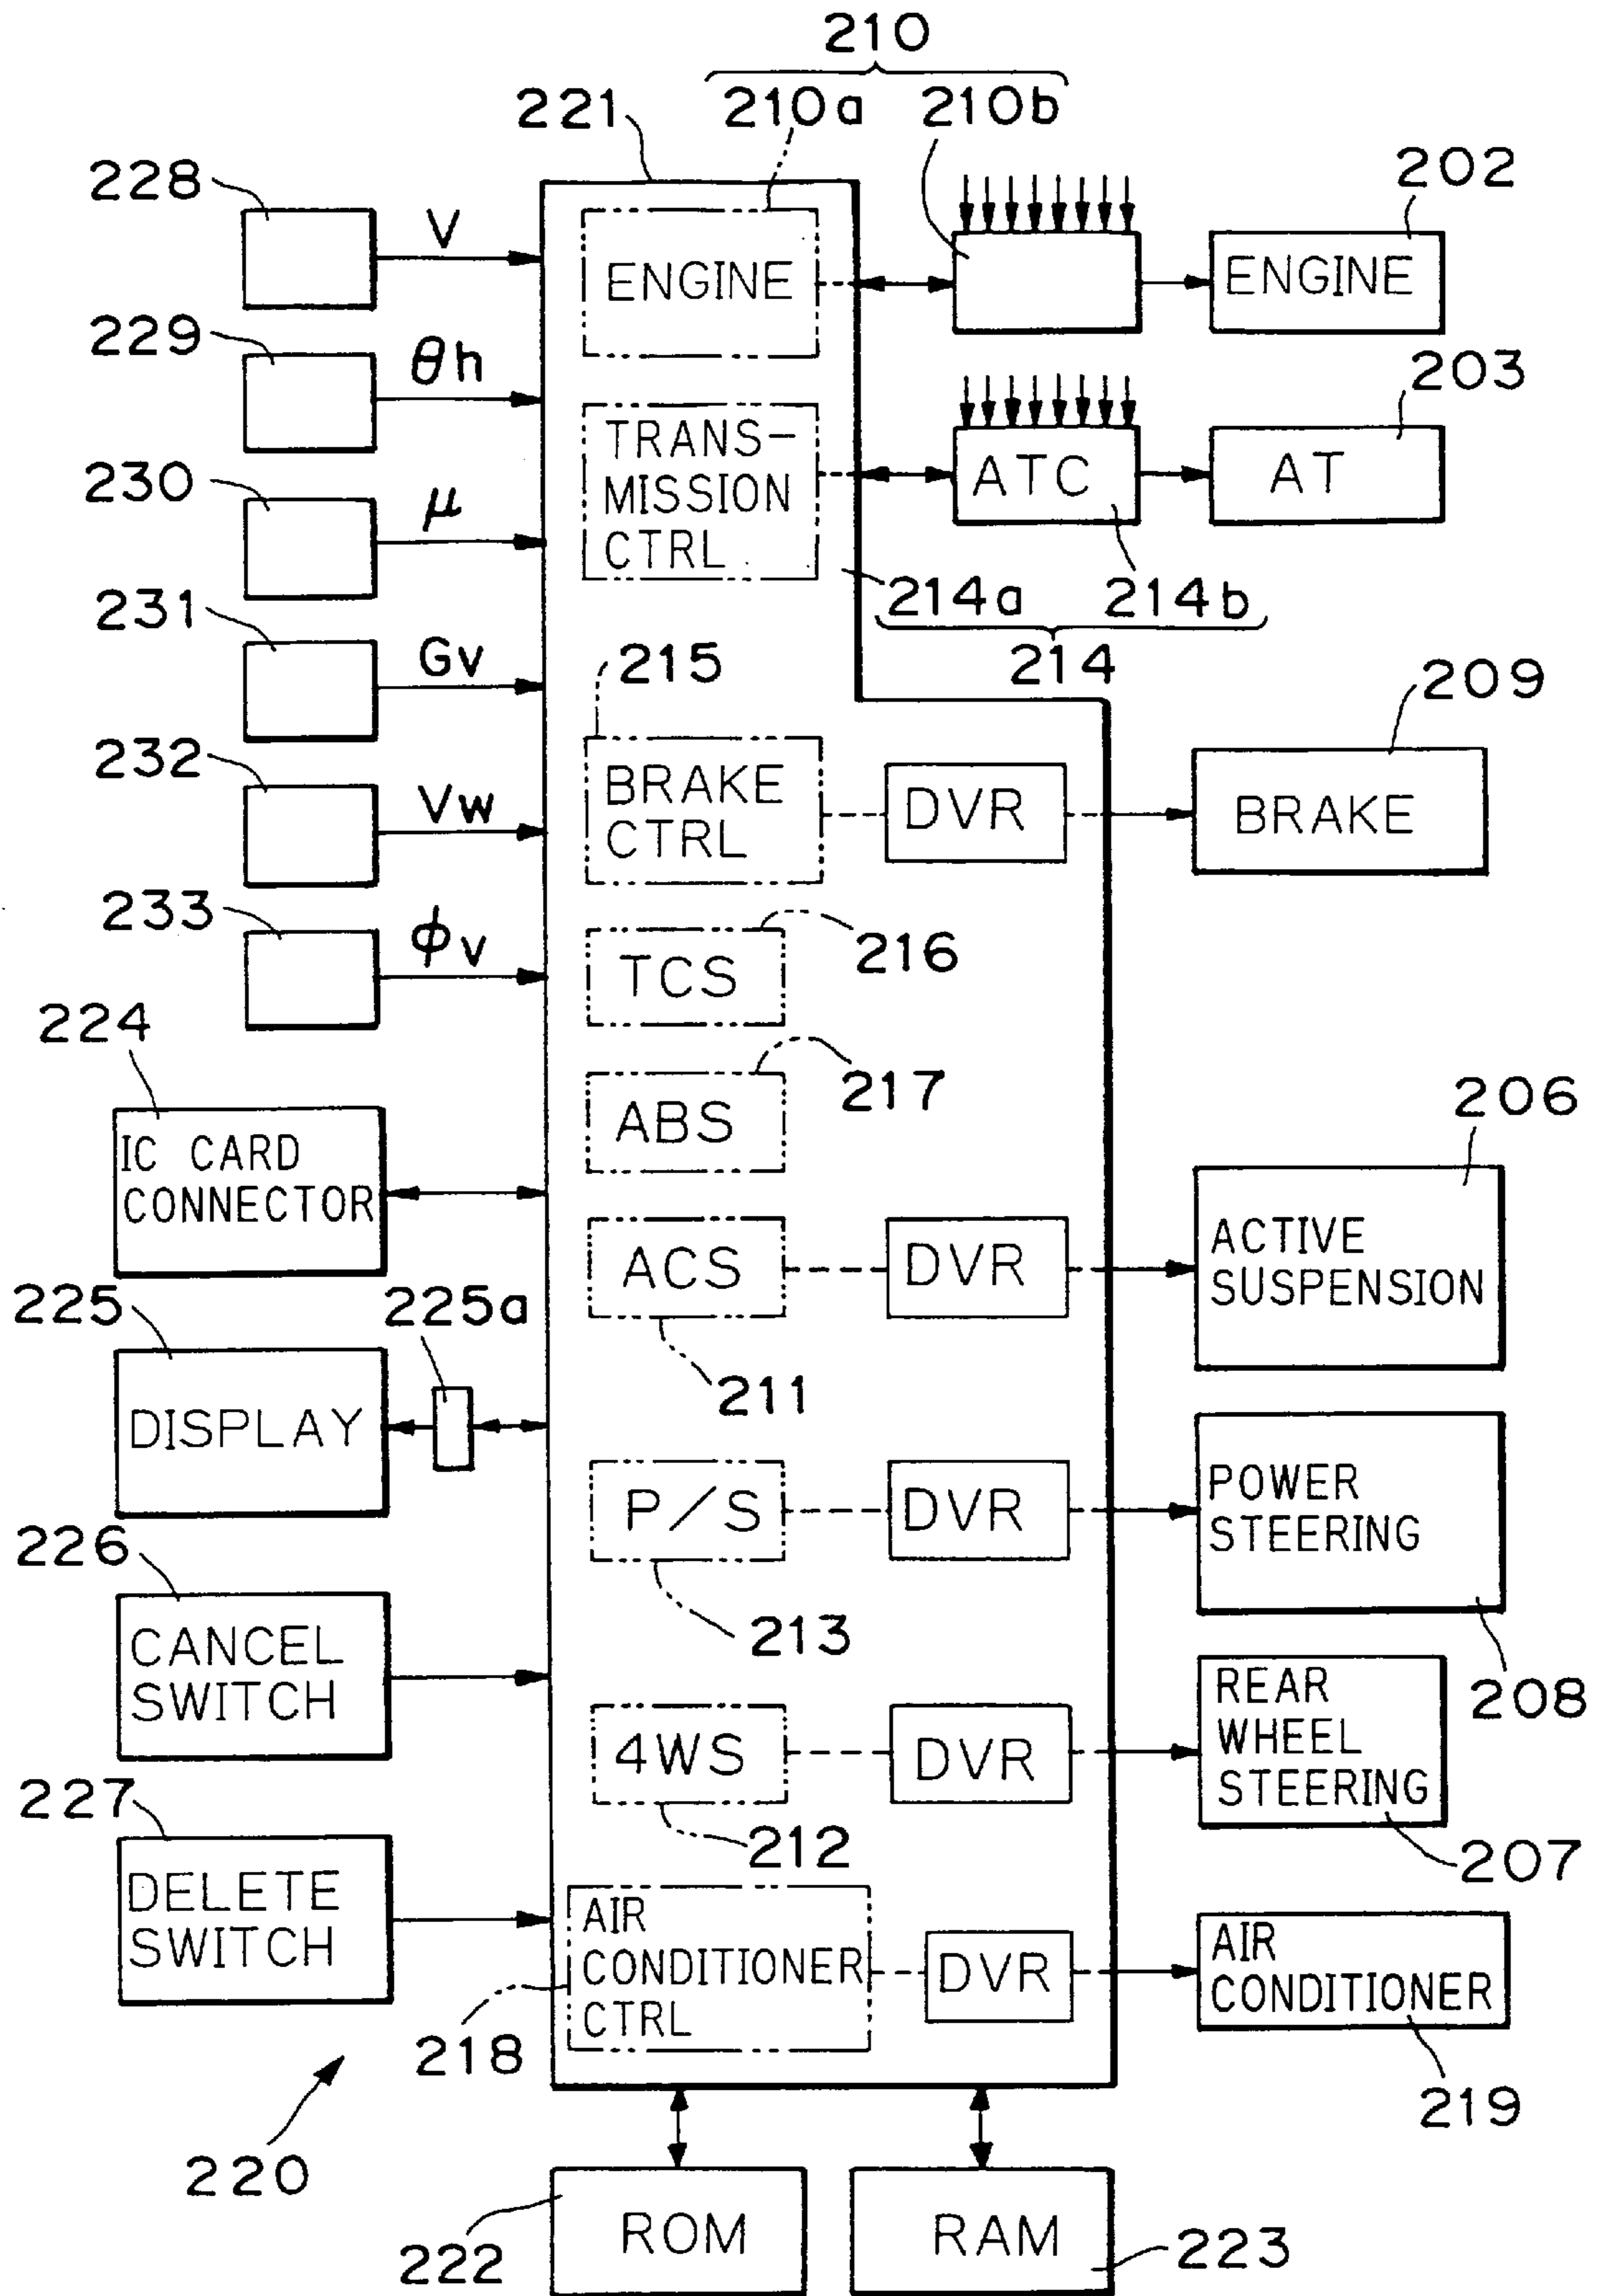 210
221
210a
210b
228
V
202
ENGINE
ENGINE
229
θh
203
TRANS-
MISSION
CTRL
ATC
AT
230
μ
214a
214b
214
231
Gv
215
209
232
Vw
BRAKE
CTRL
DVR
BRAKE
233
φv
216
TCS
224
217
ABS
206
IC CARD
CONNECTOR
ACS
DVR
ACTIVE
SUSPENSION
225
225a
211
DISPLAY
P/S
DVR
POWER
STEERING
226
213
208
CANCEL
SWITCH
4WS
DVR
REAR
WHEEL
STEERING
227
212
207
DELETE
SWITCH
AIR
CONDITIONER
CTRL
DVR
AIR
CONDITIONER
218
219
220
ROM
RAM
222
223